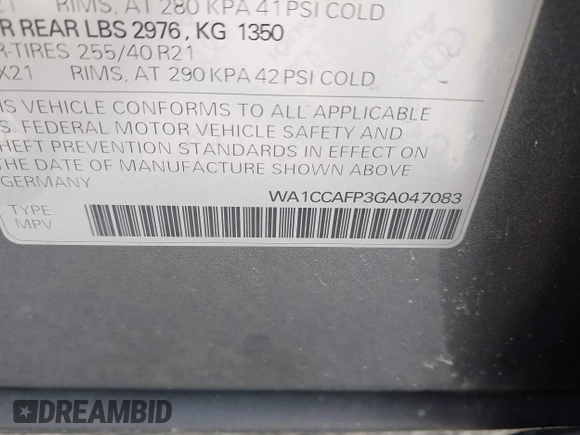 RIMS, AT 280 KPA 41 PSI COLD
R REAR LBS 2976, KG 1350
R-TIRES 255/40 R21
X21 RIMS, AT 290 KPA 42 PSI COLD
IS VEHICLE CONFORMS TO ALL APPLICABLE
S. FEDERAL MOTOR VEHICLE SAFETY AND
HEFT PREVENTION STANDARDS IN EFFECT ON
THE DATE OF MANUFACTURE SHOWN ABOVE
GERMANY
WA1CCAFP3GA047083
TYPE
MPV
DREAMBID